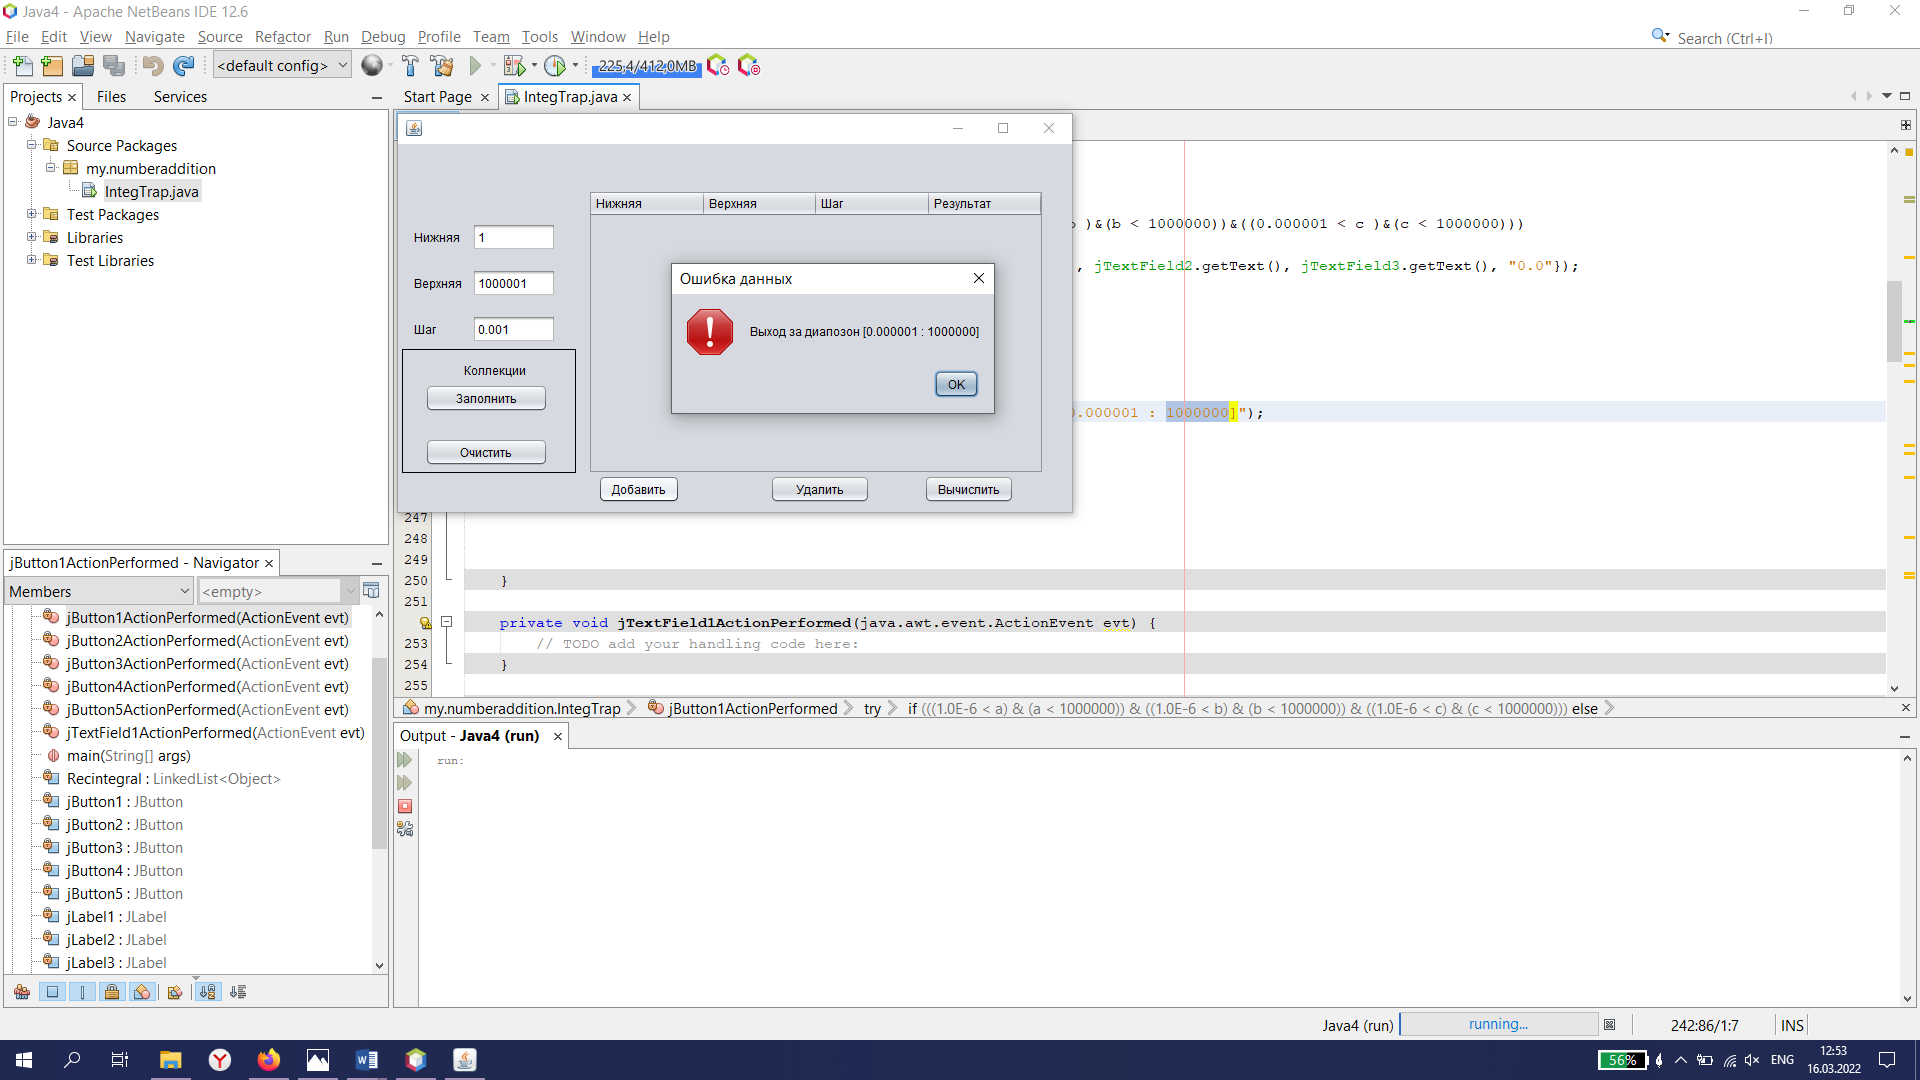 Java4 - Apache NetBeans IDE 12.6
File Edit View Navigate Source Refactor Run Debug Profile Team Tools Window Help
Search (Ctrl+I)
<default config>
225,4/412,0MB
Projects
Files
Services
Start Page
IntegTrap.java
Java4
Source Packages
my.numberaddition
IntegTrap.java
Test Packages
Libraries
Test Libraries
Нижняя
Верхняя
Шаг
Результат
Нижняя
1
Верхняя
1000001
Шаг
0.001
Коллекции
Заполнить
Очистить
Ошибка данных
Выход за диапозон [0.000001 : 1000000]
OK
Добавить
Удалить
Вычислить
)&(b < 1000000))&((0.000001 < c )&(c < 1000000)))
, jTextField2.getText(), jTextField3.getText(), "0.0"});
.000001 : 1000000]");
247
248
249
250 }
251
private void jTextField1ActionPerformed(java.awt.event.ActionEvent evt) {
253 // TODO add your handling code here:
254 }
255
my.numberaddition.IntegTrap
jButton1ActionPerformed
try
if (((1.0E-6 < a) & (a < 1000000)) & ((1.0E-6 < b) & (b < 1000000)) & ((1.0E-6 < c) & (c < 1000000))) else
jButton1ActionPerformed - Navigator
Members
<empty>
jButton1ActionPerformed(ActionEvent evt)
jButton2ActionPerformed(ActionEvent evt)
jButton3ActionPerformed(ActionEvent evt)
jButton4ActionPerformed(ActionEvent evt)
jButton5ActionPerformed(ActionEvent evt)
jTextField1ActionPerformed(ActionEvent evt)
main(String[] args)
Recintegral : LinkedList<Object>
jButton1 : JButton
jButton2 : JButton
jButton3 : JButton
jButton4 : JButton
jButton5 : JButton
jLabel1 : JLabel
jLabel2 : JLabel
jLabel3 : JLabel
Output - Java4 (run)
run:
Java4 (run)
running...
242:86/1:7
INS
56%
ENG
12:53
16.03.2022